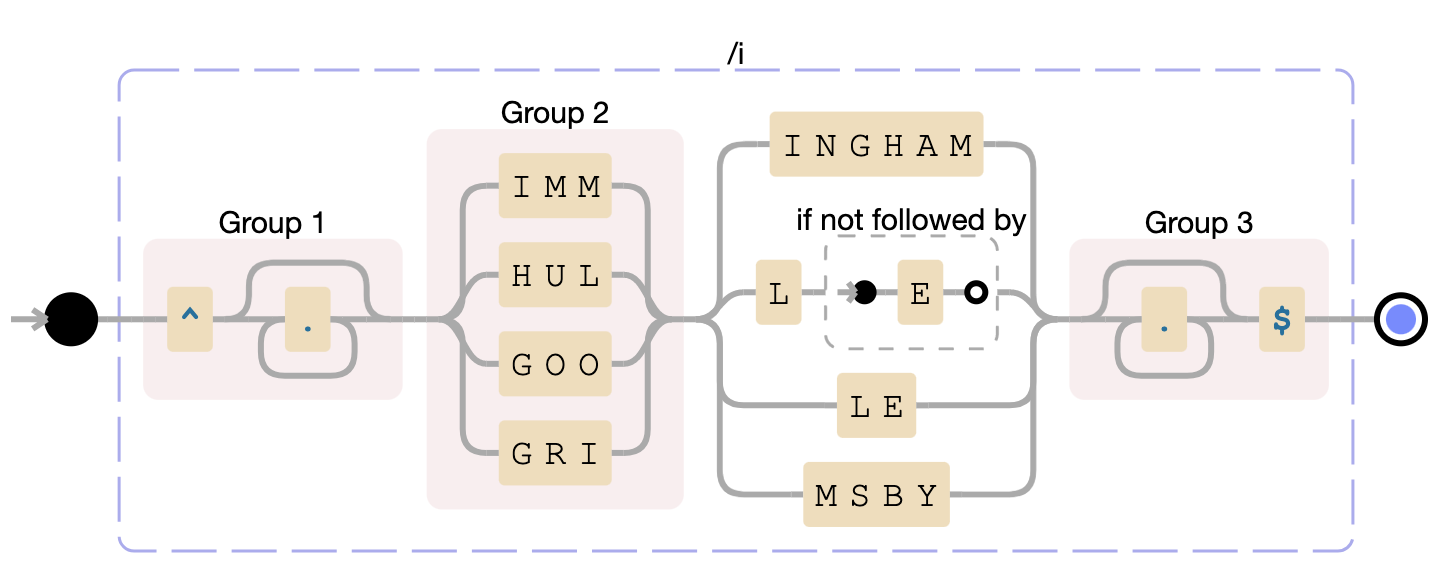 /i
Group 1
^
.
Group 2
IMM
HUL
GOO
GRI
INGHAM
if not followed by
L
E
LE
MSBY
Group 3
.
$